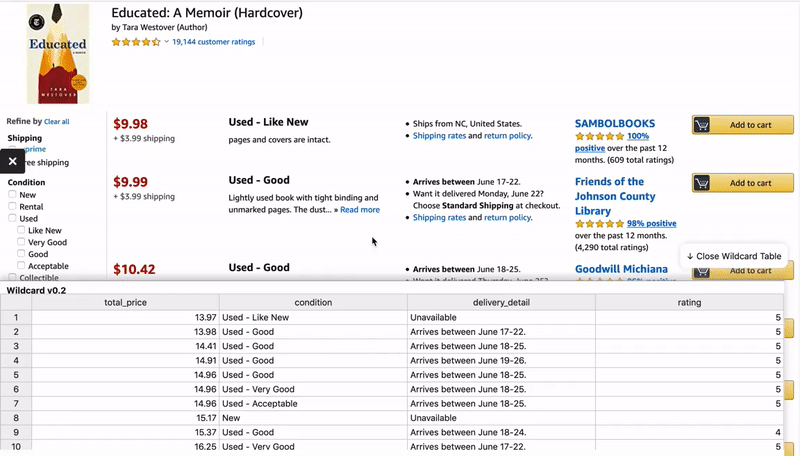 Educated: A Memoir (Hardcover)
by Tara Westover (Author)
19,144 customer ratings
Educated
TARA
WESTOVER
Refine by Clear all
Shipping
prime
ree shipping
Condition
New
Rental
Used
Like New
Very Good
Good
Acceptable
Collectible
$9.98
+ $3.99 shipping
Used - Like New
pages and covers are intact.
Ships from NC, United States.
Shipping rates and return policy.
SAMBOLBOOKS
100%
positive over the past 12
months. (609 total ratings)
Add to cart
$9.99
+ $3.99 shipping
Used - Good
Lightly used book with tight binding and
unmarked pages. The dust... » Read more
Arrives between June 17-22.
Want it delivered Monday, June 22?
Choose Standard Shipping at checkout.
Shipping rates and return policy.
Friends of the
Johnson County
Library
98% positive
over the past 12 months.
(4,290 total ratings)
Add to cart
$10.42
Used - Good
Arrives between June 18-25.
Goodwill Michiana
Add to cart
↓ Close Wildcard Table
Wildcard v0.2
total_price condition delivery_detail rating
1 13.97 Used - Like New Unavailable 5
2 13.98 Used - Good Arrives between June 17-22. 5
3 14.41 Used - Good Arrives between June 18-25. 5
4 14.91 Used - Good Arrives between June 19-26. 5
5 14.96 Used - Good Arrives between June 18-25. 5
6 14.96 Used - Very Good Arrives between June 18-25. 5
7 14.96 Used - Acceptable Arrives between June 18-25. 5
8 15.17 New Unavailable
9 15.37 Used - Good Arrives between June 18-24. 4
10 16.25 Used - Very Good Arrives between June 17-22. 5